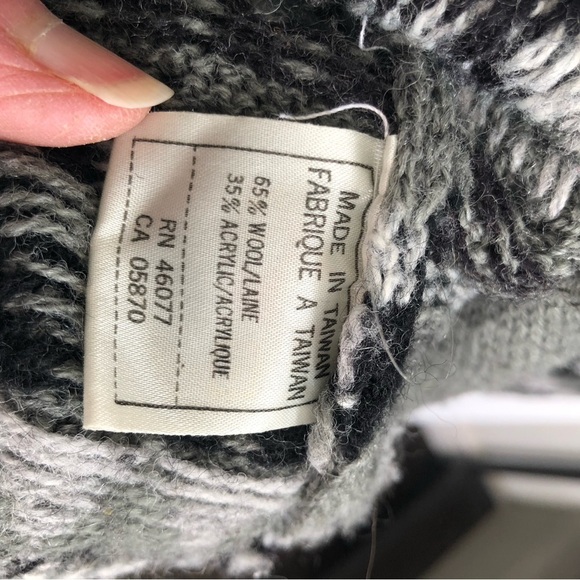 MADE IN TAIWAN
FABRIQUE A TAIWAN
65% WOOL/LAINE
35% ACRYLIC/ACRYLIQUE
RN 46077
CA 05870